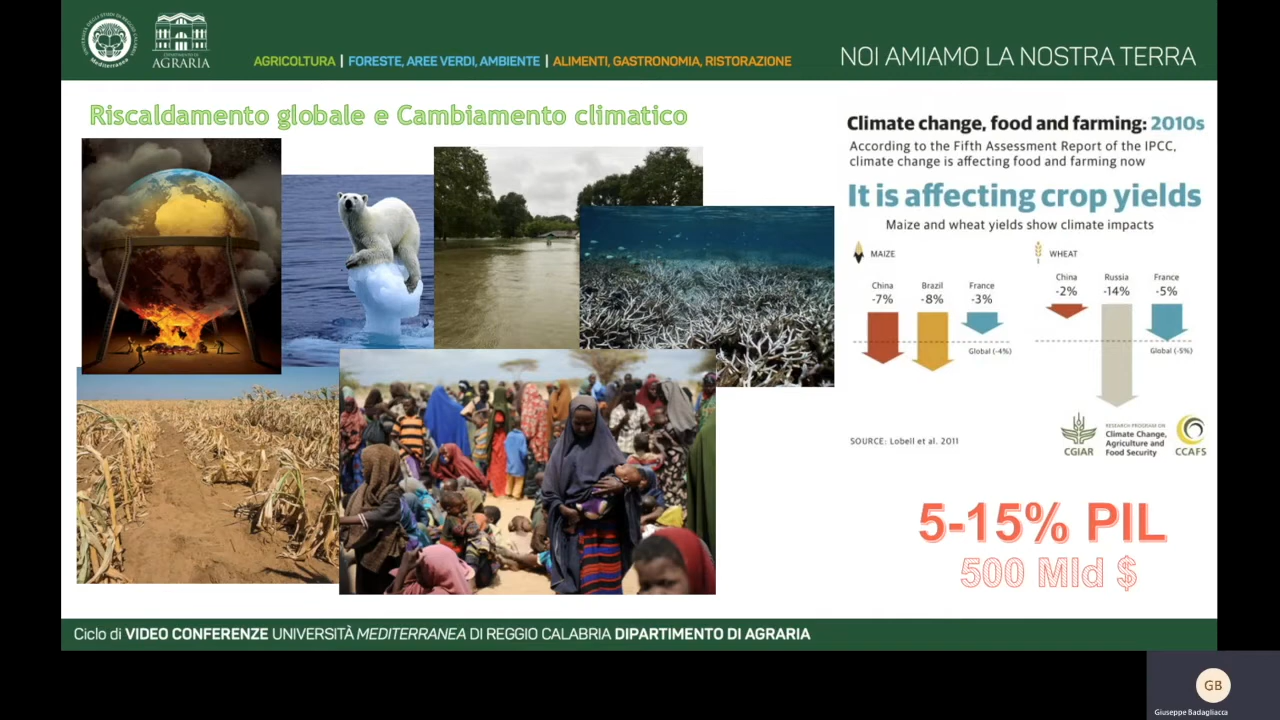 AGRARIA
AGRICOLTURA | FORESTE, AREE VERDI, AMBIENTE | ALIMENTI, GASTRONOMIA, RISTORAZIONE
NOI AMIAMO LA NOSTRA TERRA
Riscaldamento globale e Cambiamento climatico
Climate change, food and farming: 2010s
According to the Fifth Assessment Report of the IPCC,
climate change is affecting food and farming now
It is affecting crop yields
Maize and wheat yields show climate impacts
MAIZE
China
-7%
Brazil
-8%
France
-3%
Global (-4%)
WHEAT
China
-2%
Russia
-14%
France
-5%
Global (-5%)
SOURCE: Lobell et al. 2011
CGIAR
RESEARCH PROGRAM ON
Climate Change,
Agriculture and
Food Security
CCAFS
5-15% PIL
500 Mld $
Ciclo di VIDEO CONFERENZE UNIVERSITÀ MEDITERRANEA DI REGGIO CALABRIA DIPARTIMENTO DI AGRARIA
GB
Giuseppe Badagliacca